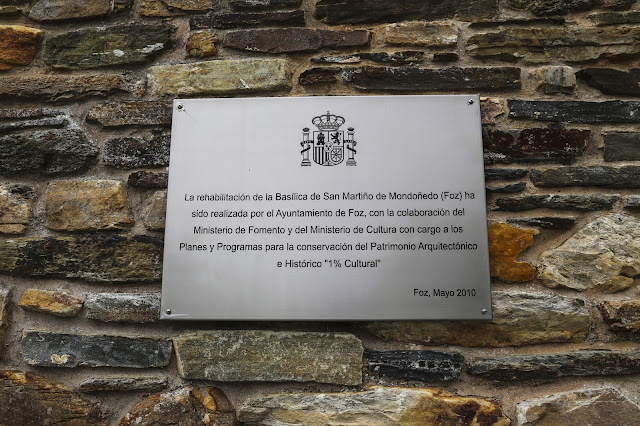 La rehabilitación de la Basílica de San Martiño de Mondoñedo (Foz) ha
sido realizada por el Ayuntamiento de Foz, con la colaboración del
Ministerio de Fomento y del Ministerio de Cultura con cargo a los
Planes y Programas para la conservación del Patrimonio Arquitectónico
e Histórico "1% Cultural"
Foz, Mayo 2010